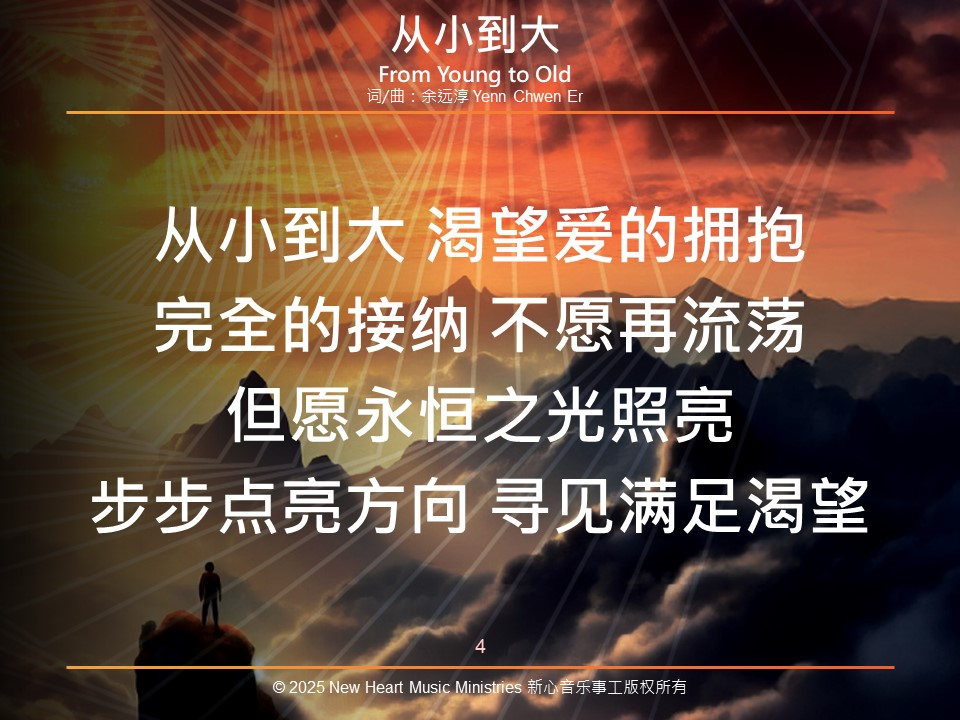 从小到大
From Young to Old
词/曲：余远淳 Yenn Chwen Er
从小到大 渴望爱的拥抱
完全的接纳 不愿再流荡
但愿永恒之光照亮
步步点亮方向 寻见满足渴望
4
© 2025 New Heart Music Ministries 新心音乐事工版权所有